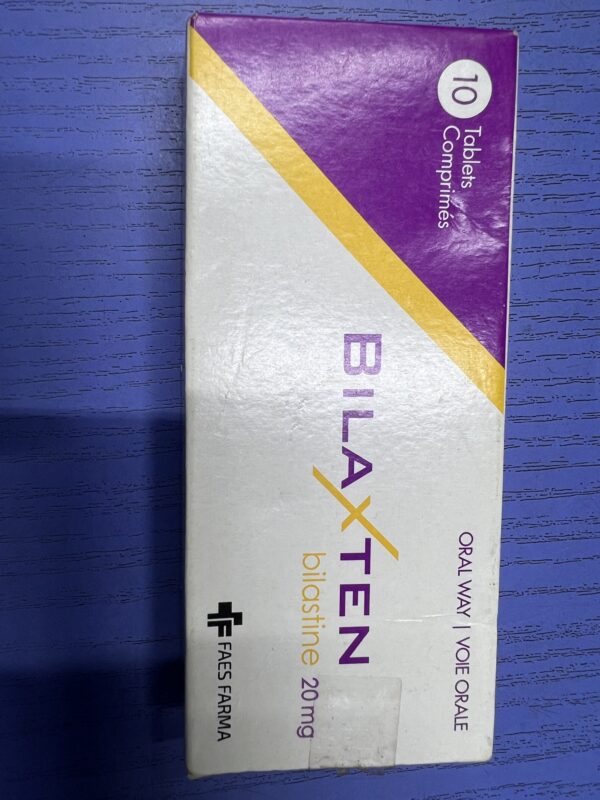 10 Tablets
Comprimés
ORAL WAY | VOIE ORALE
BILAXTEN
bilastine 20 mg
FAES FARMA